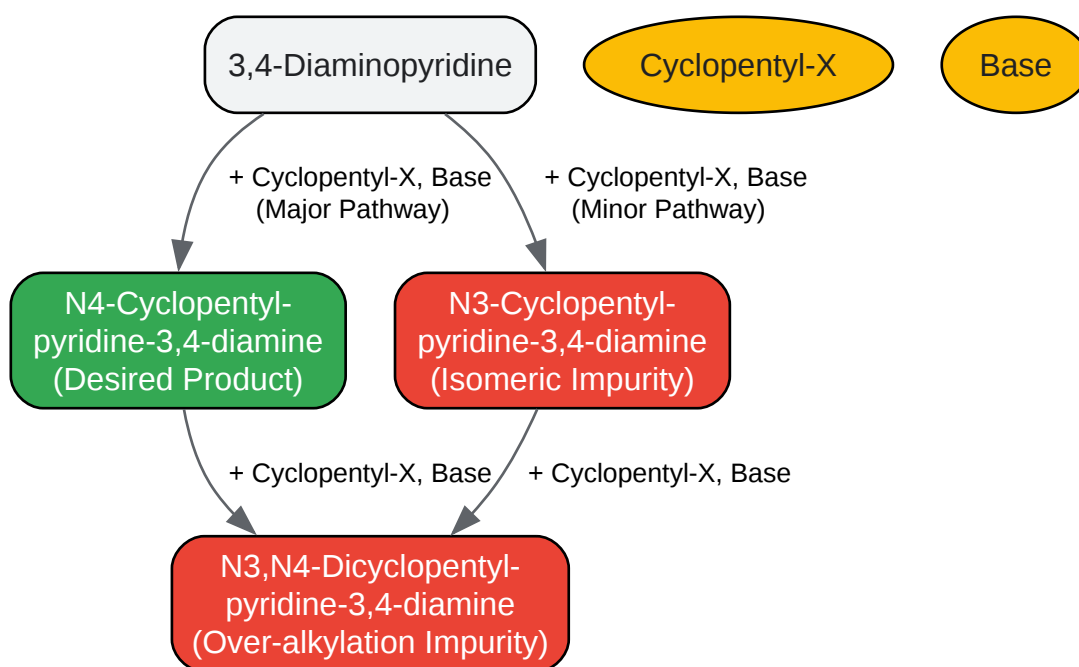 3,4-Diaminopyridine
Cyclopentyl-X
Base
+ Cyclopentyl-X, Base
(Major Pathway)
+ Cyclopentyl-X, Base
(Minor Pathway)
N4-Cyclopentyl-
pyridine-3,4-diamine
(Desired Product)
N3-Cyclopentyl-
pyridine-3,4-diamine
(Isomeric Impurity)
+ Cyclopentyl-X, Base
+ Cyclopentyl-X, Base
N3,N4-Dicyclopentyl-
pyridine-3,4-diamine
(Over-alkylation Impurity)